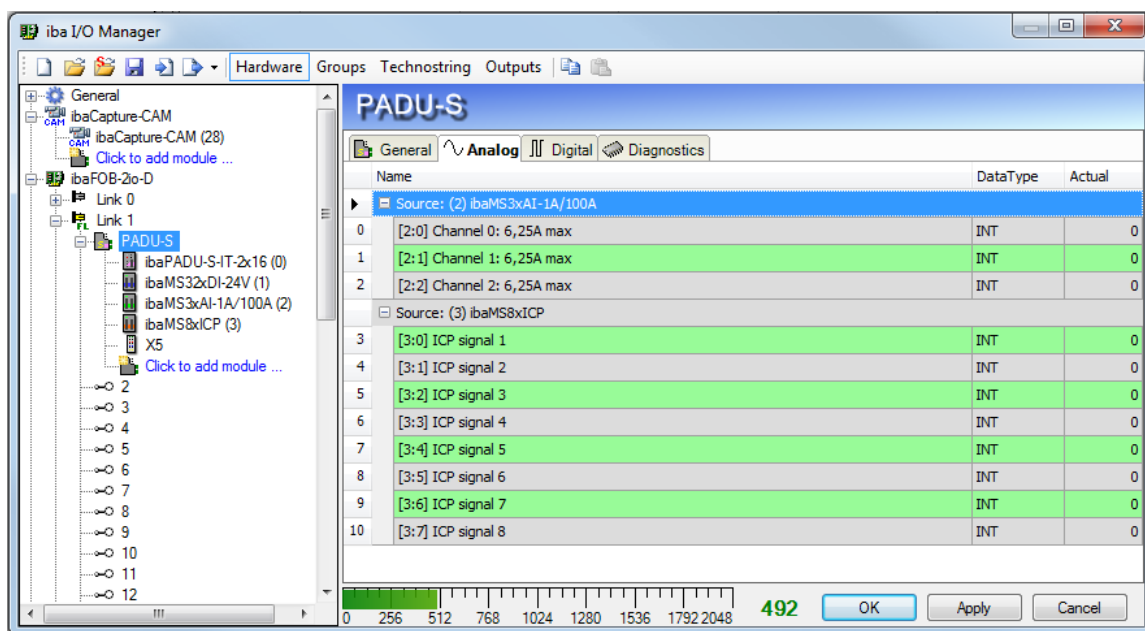 iba I/O Manager
Hardware Groups Technostring Outputs
General
ibaCapture-CAM
ibaCapture-CAM (28)
Click to add module ...
ibaFOB-2io-D
Link 0
Link 1
PADU-S
ibaPADU-S-IT-2x16 (0)
ibaMS32xDI-24V (1)
ibaMS3xAI-1A/100A (2)
ibaMS8xICP (3)
X5
Click to add module ...
2
3
4
5
6
7
8
9
10
11
12
PADU-S
General Analog Digital Diagnostics
Name DataType Actual
Source: (2) ibaMS3xAI-1A/100A
0 [2:0] Channel 0: 6,25A max INT 0
1 [2:1] Channel 1: 6,25A max INT 0
2 [2:2] Channel 2: 6,25A max INT 0
Source: (3) ibaMS8xICP
3 [3:0] ICP signal 1 INT 0
4 [3:1] ICP signal 2 INT 0
5 [3:2] ICP signal 3 INT 0
6 [3:3] ICP signal 4 INT 0
7 [3:4] ICP signal 5 INT 0
8 [3:5] ICP signal 6 INT 0
9 [3:6] ICP signal 7 INT 0
10 [3:7] ICP signal 8 INT 0
0 256 512 768 1024 1280 1536 1792 2048
492 OK Apply Cancel